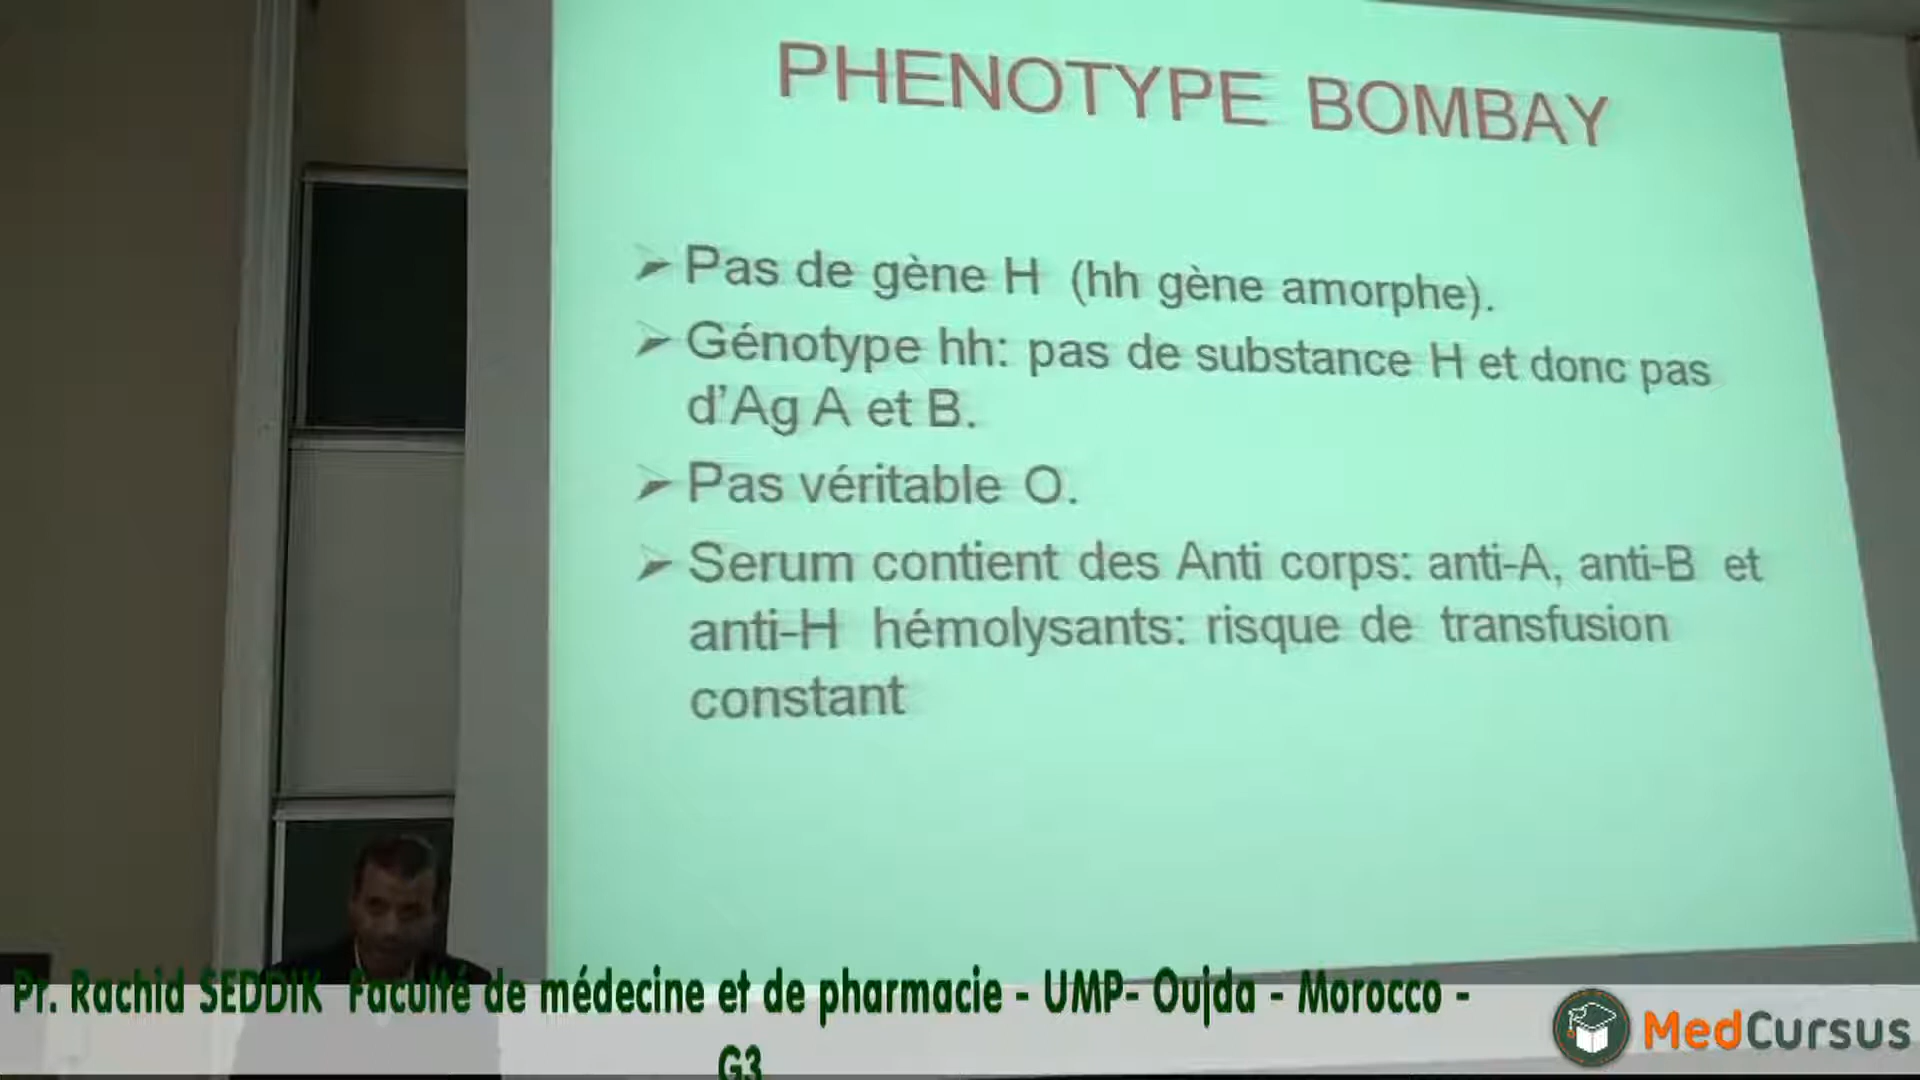 PHENOTYPE BOMBAY
➢ Pas de gène H (hh gène amorphe).
➢ Génotype hh: pas de substance H et donc pas
d'Ag A et B.
➢ Pas véritable O.
➢ Serum contient des Anti corps: anti-A, anti-B et
anti-H hémolysants: risque de transfusion
constant
Pr. Rachid SEDDIK Faculté de médecine et de pharmacie - UMP- Oujda - Morocco -
G3
MedCursus